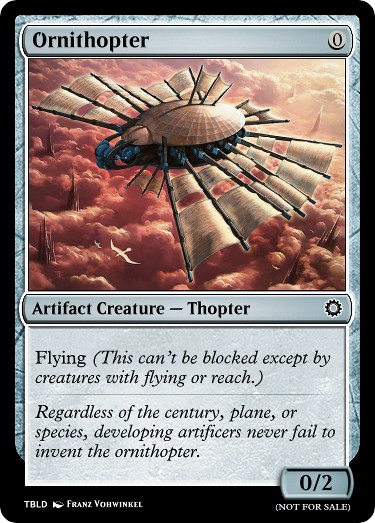 Ornithopter 0
Artifact Creature — Thopter
Flying (This can't be blocked except by
creatures with flying or reach.)
Regardless of the century, plane, or
species, developing artificers never fail to
invent the ornithopter.
0/2
TBLD Franz Vohwinkel (NOT FOR SALE)